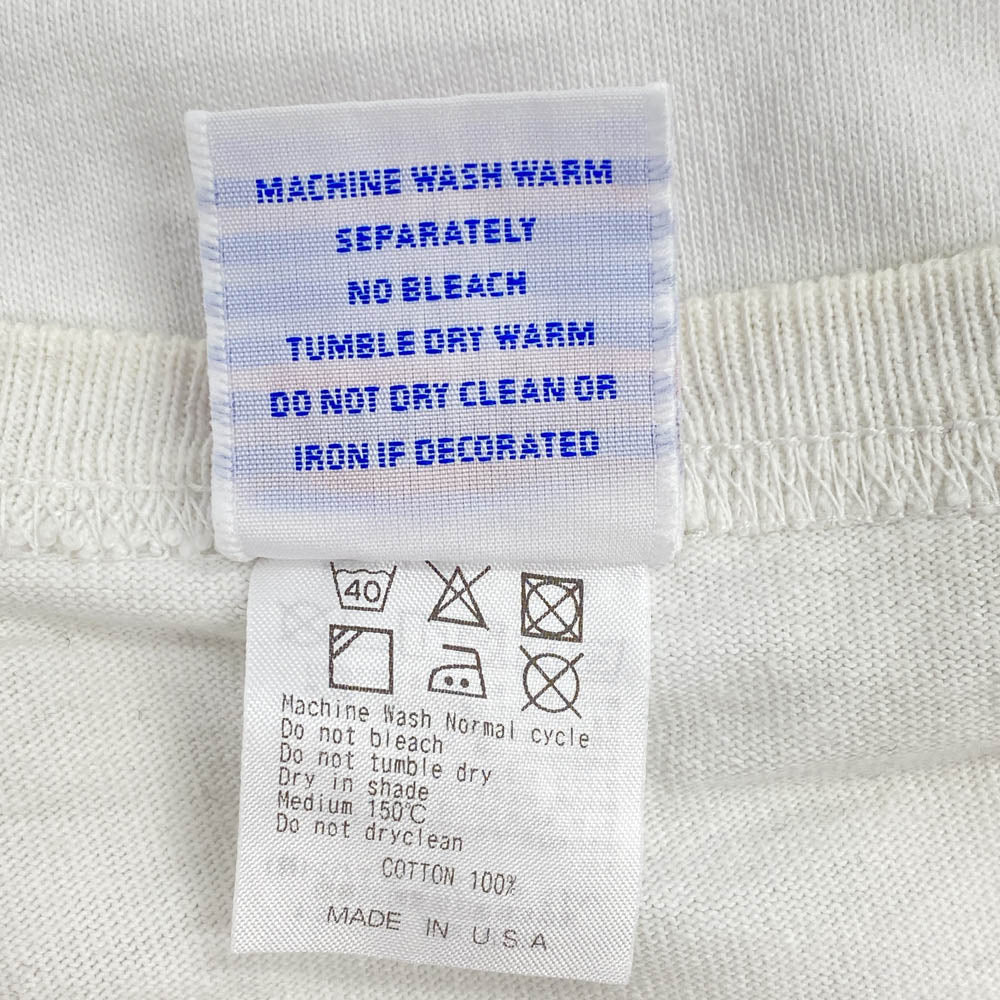 MACHINE WASH WARM
SEPARATELY
NO BLEACH
TUMBLE DRY WARM
DO NOT DRY CLEAN OR
IRON IF DECORATED
40
Machine Wash Normal cycle
Do not bleach
Do not tumble dry
Dry in shade
Medium 150℃
Do not dryclean
COTTON 100%
MADE IN U.S.A